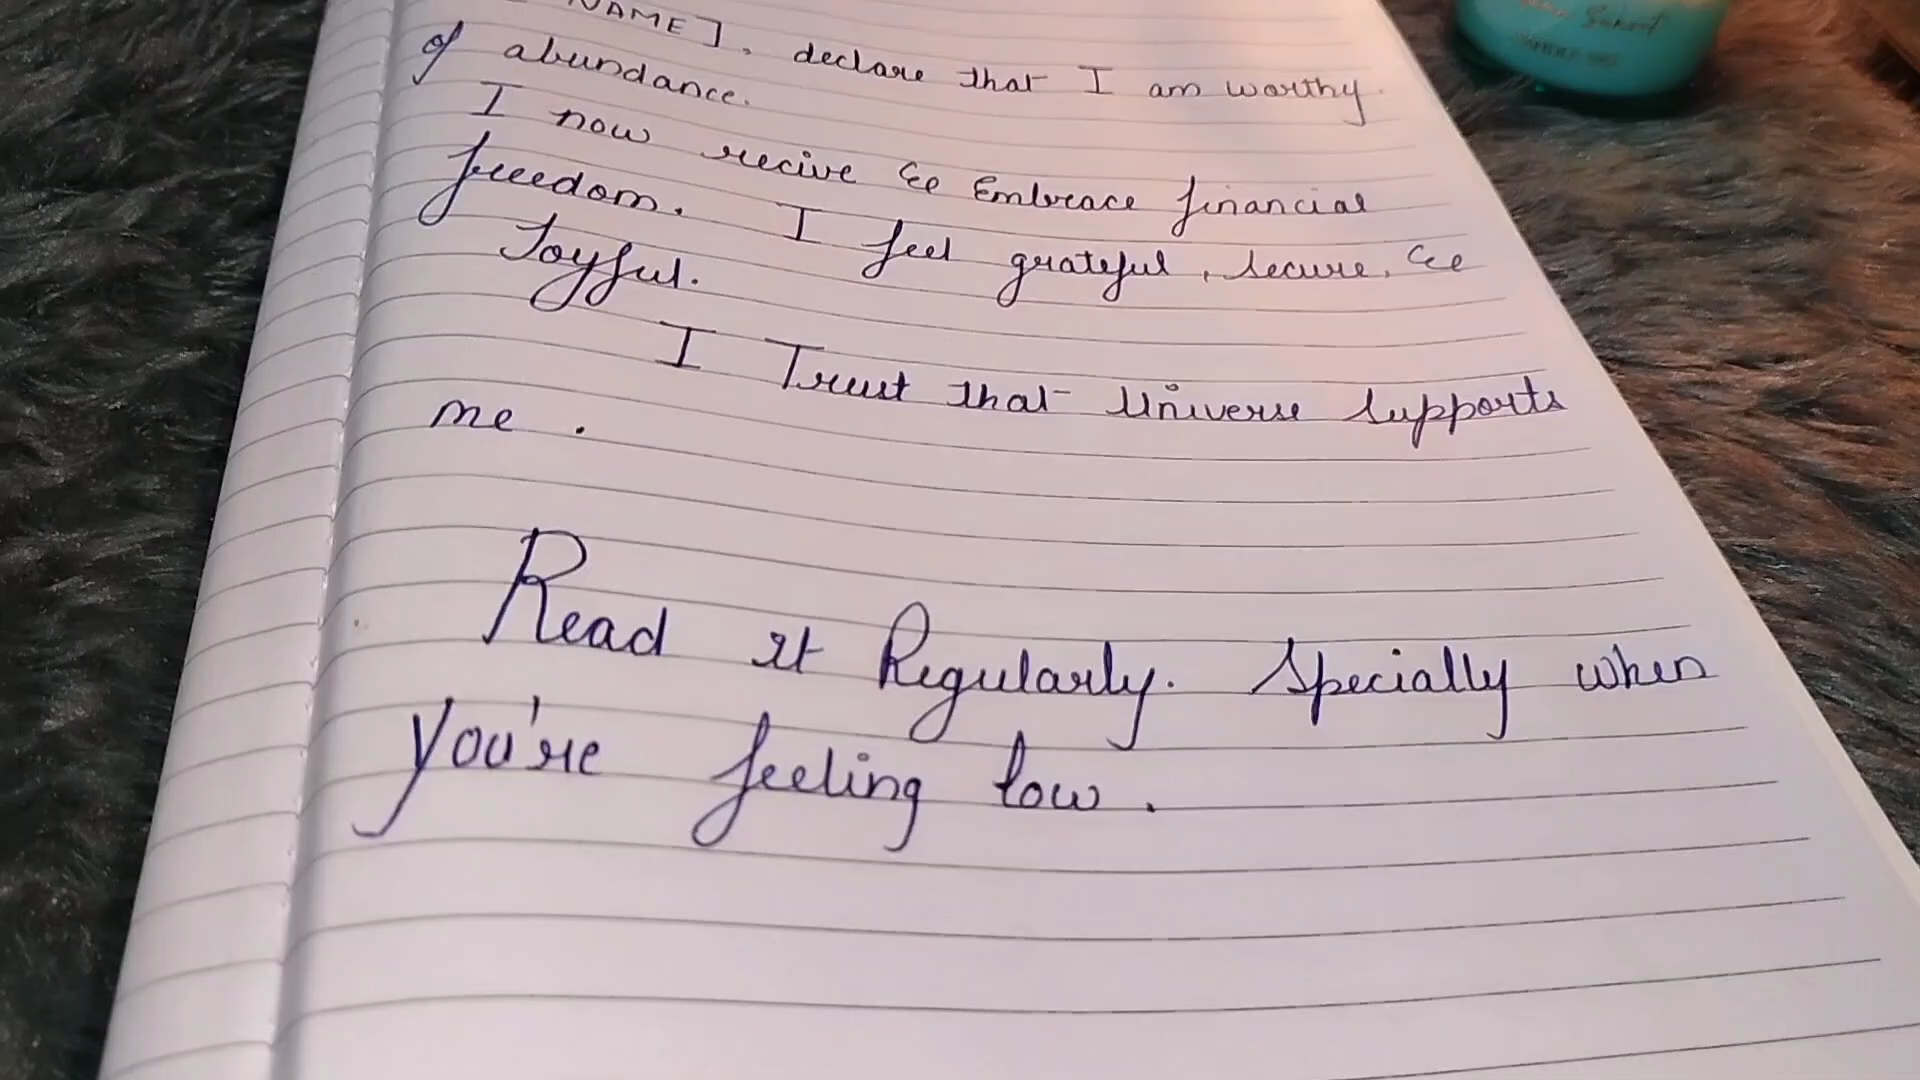 NAME], declare that I am worthy
of abundance.
I now recive & Embrace financial
freedom. I feel grateful, secure, &
Joyful.
I Trust that Universe Supports
me.
Read it Regularly. Specially when
you're feeling low.